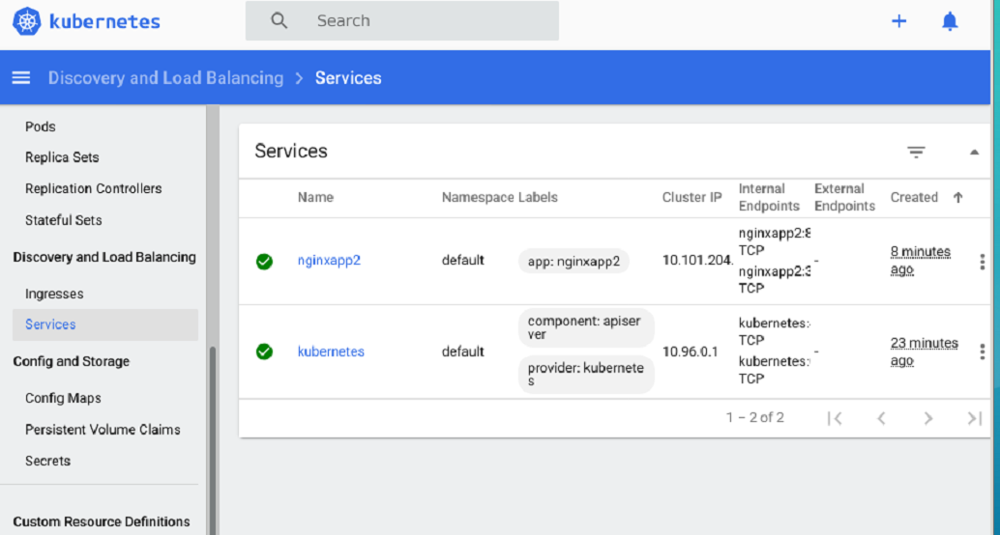 kubernetes
Search
Discovery and Load Balancing > Services
Pods
Replica Sets
Replication Controllers
Stateful Sets
Discovery and Load Balancing
Ingresses
Services
Config and Storage
Config Maps
Persistent Volume Claims
Secrets
Custom Resource Definitions
Services
Name Namespace Labels Cluster IP Internal Endpoints External Endpoints Created
nginxapp2 default app: nginxapp2 10.101.204.
nginxapp2:8
TCP
nginxapp2:3
TCP
-
8 minutes
ago
kubernetes default
component: apiser
ver
provider: kubernete
s
10.96.0.1
kubernetes:
TCP
kubernetes:
TCP
-
23 minutes
ago
1 – 2 of 2